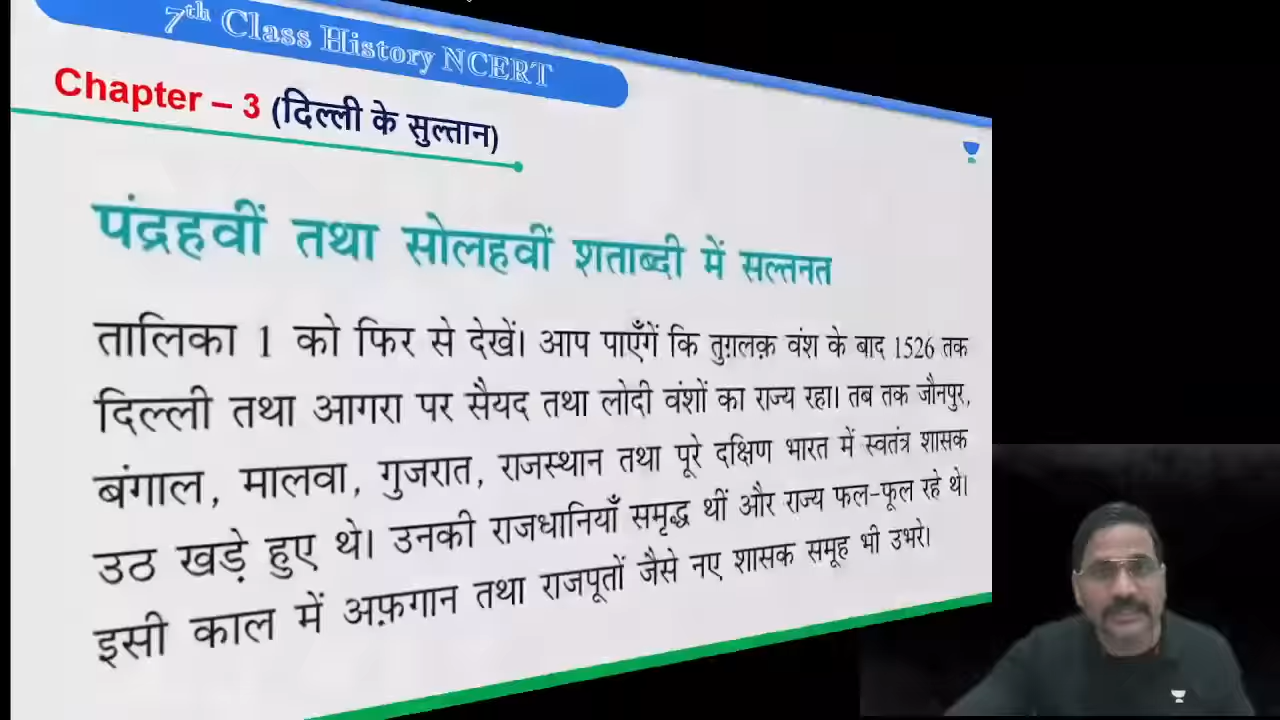 7th Class History NCERT
Chapter – 3 (दिल्ली के सुल्तान)
पंद्रहवीं तथा सोलहवीं शताब्दी में सल्तनत
तालिका 1 को फिर से देखें। आप पाएँगें कि तुग़लक़ वंश के बाद 1526 तक
दिल्ली तथा आगरा पर सैयद तथा लोदी वंशों का राज्य रहा। तब तक जौनपुर,
बंगाल, मालवा, गुजरात, राजस्थान तथा पूरे दक्षिण भारत में स्वतंत्र शासक
उठ खड़े हुए थे। उनकी राजधानियाँ समृद्ध थीं और राज्य फल-फूल रहे थे।
इसी काल में अफ़गान तथा राजपूतों जैसे नए शासक समूह भी उभरे।